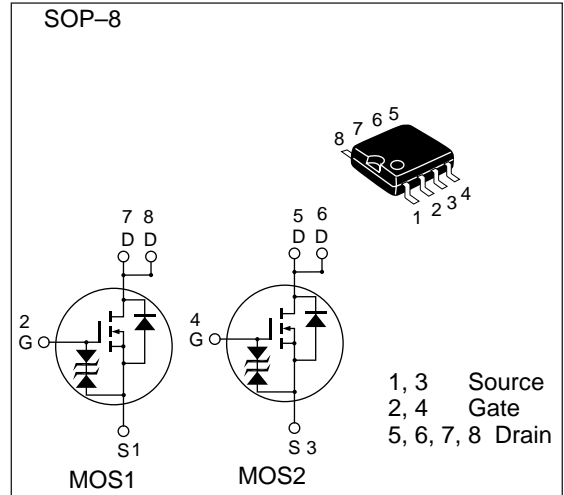 SOP–8
8 7 6 5
1 2 3 4
7 8
D D
2
G
S 1
MOS1
5 6
D D
4
G
S 3
MOS2
1, 3 Source
2, 4 Gate
5, 6, 7, 8 Drain